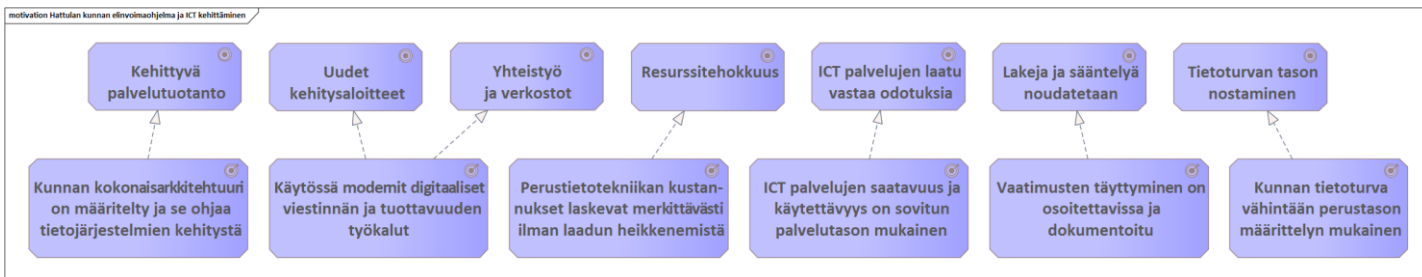 motivation Hattulan kunnan elinvoimaohjelma ja ICT kehittäminen
Kehittyvä
palvelutuotanto
Uudet
kehitysaloitteet
Yhteistyö
ja verkostot
Resurssitehokkuus
ICT palvelujen laatu
vastaa odotuksia
Lakeja ja sääntelyä
noudatetaan
Tietoturvan tason
nostaminen
Kunnan kokonaisarkkitehtuuri
on määritelty ja se ohjaa
tietojärjestelmien kehitystä
Käytössä modernit digitaaliset
viestinnän ja tuottavuuden
työkalut
Perustietotekniikan kustan-
nukset laskevat merkittävästi
ilman laadun heikkenemistä
ICT palvelujen saatavuus ja
käytettävyys on sovitun
palvelutason mukainen
Vaatimusten täyttyminen on
osoitettavissa ja
dokumentoitu
Kunnan tietoturva
vähintään perustason
määrittelyn mukainen